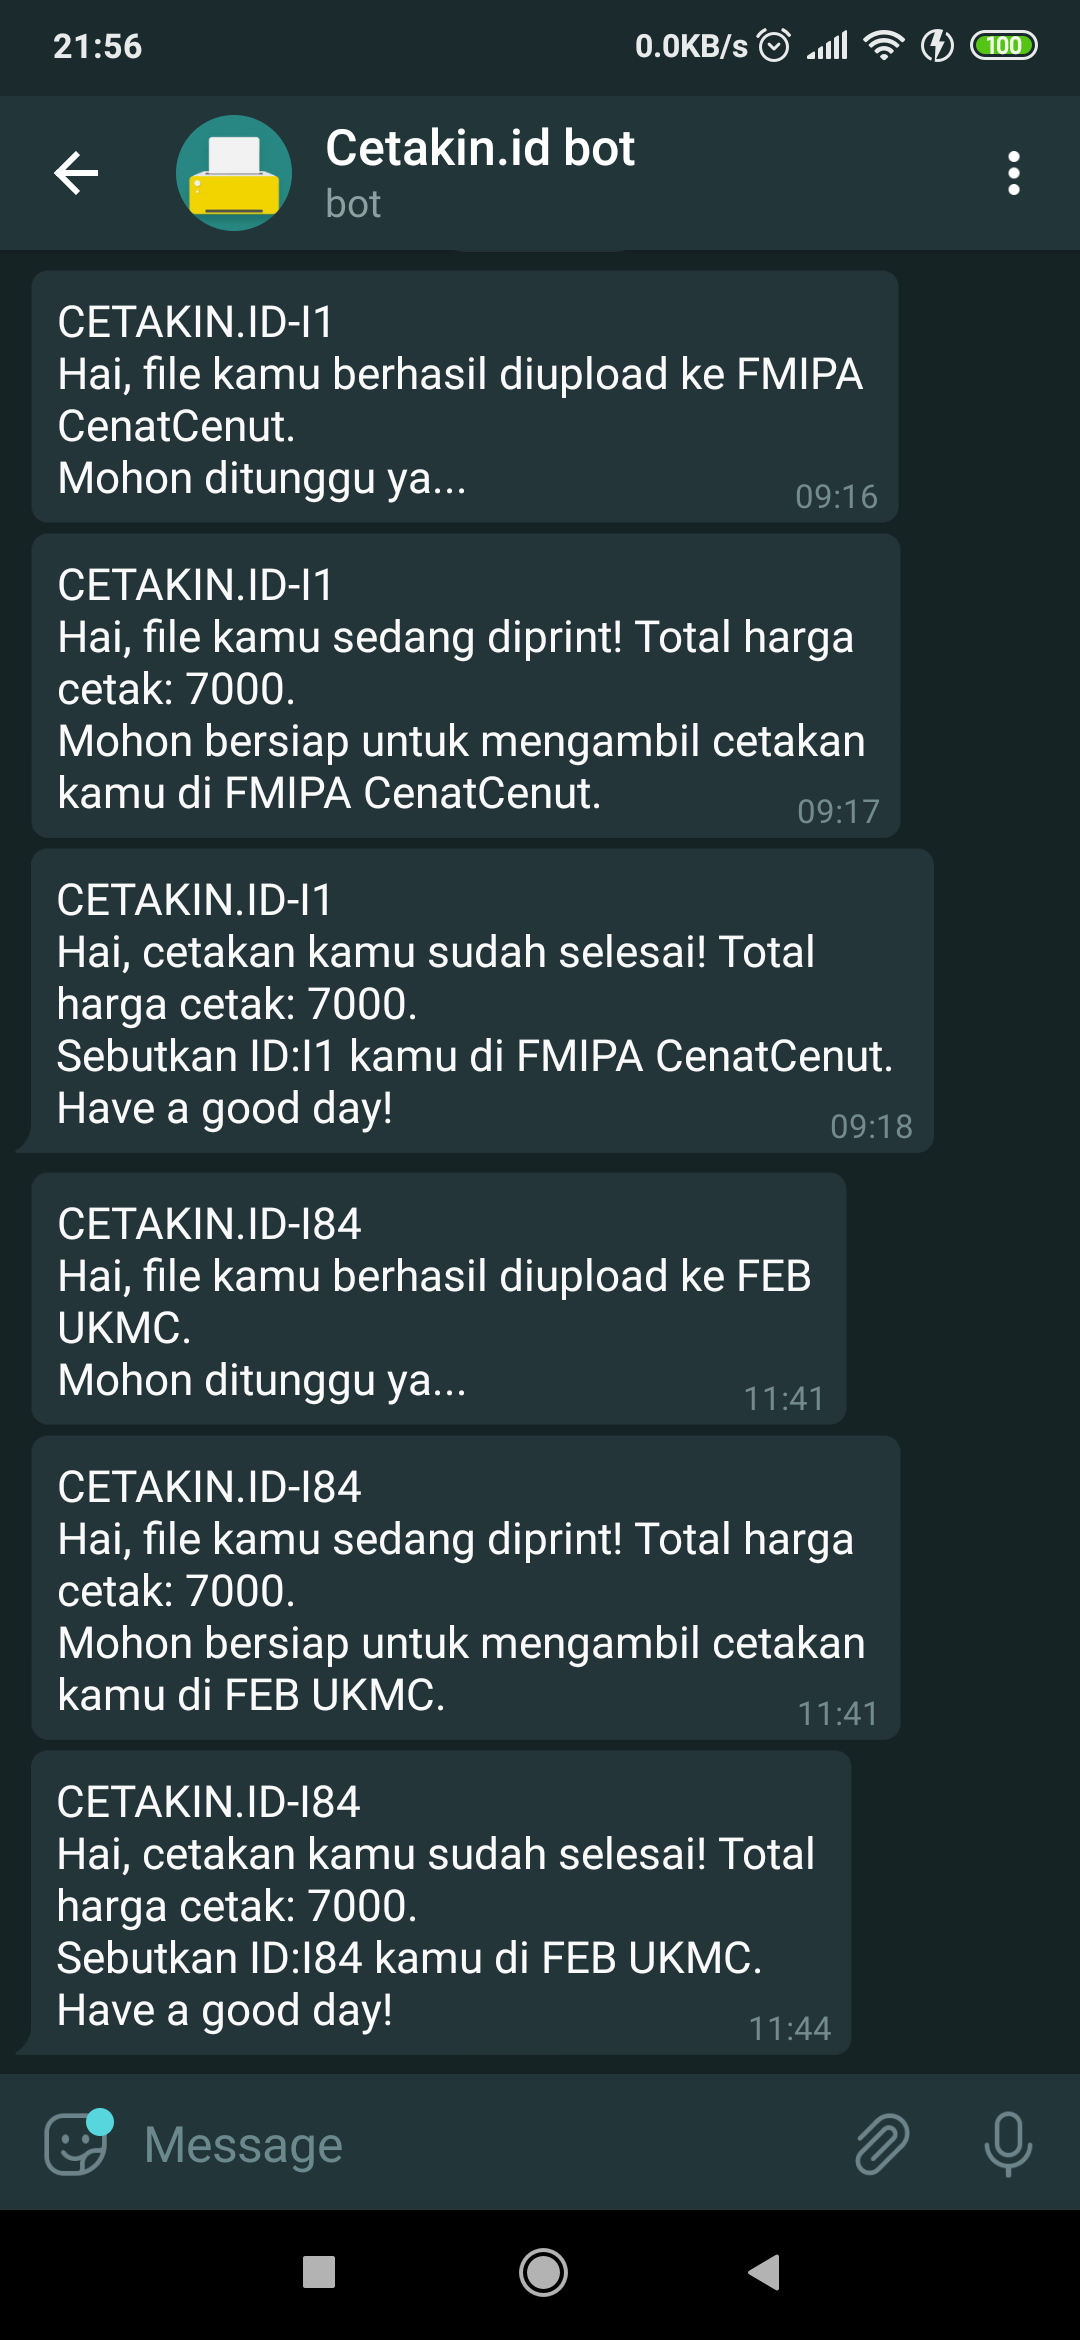 21:56
0.0KB/s
100
Cetakin.id bot
bot
CETAKIN.ID-I1
Hai, file kamu berhasil diupload ke FMIPA
CenatCenut.
Mohon ditunggu ya...
09:16
CETAKIN.ID-I1
Hai, file kamu sedang diprint! Total harga
cetak: 7000.
Mohon bersiap untuk mengambil cetakan
kamu di FMIPA CenatCenut.
09:17
CETAKIN.ID-I1
Hai, cetakan kamu sudah selesai! Total
harga cetak: 7000.
Sebutkan ID:I1 kamu di FMIPA CenatCenut.
Have a good day!
09:18
CETAKIN.ID-I84
Hai, file kamu berhasil diupload ke FEB
UKMC.
Mohon ditunggu ya...
11:41
CETAKIN.ID-I84
Hai, file kamu sedang diprint! Total harga
cetak: 7000.
Mohon bersiap untuk mengambil cetakan
kamu di FEB UKMC.
11:41
CETAKIN.ID-I84
Hai, cetakan kamu sudah selesai! Total
harga cetak: 7000.
Sebutkan ID:I84 kamu di FEB UKMC.
Have a good day!
11:44
Message